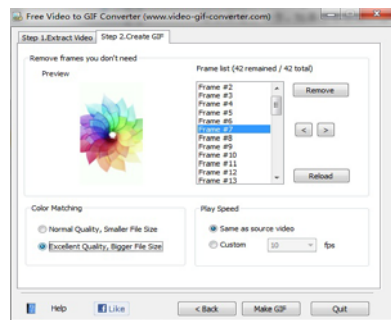 Free Video to GIF Converter (www.video-gif-converter.com)
Step 1.Extract Video
Step 2.Create GIF
Remove frames you don't need
Preview
Frame list (42 remained / 42 total)
Frame #2
Frame #3
Frame #4
Frame #5
Frame #6
Frame #7
Frame #8
Frame #9
Frame #10
Frame #11
Frame #12
Frame #13
Remove
< >
Reload
Color Matching
Normal Quality, Smaller File Size
Excellent Quality, Bigger File Size
Play Speed
Same as source video
Custom 10 fps
Help Like < Back Make GIF Quit